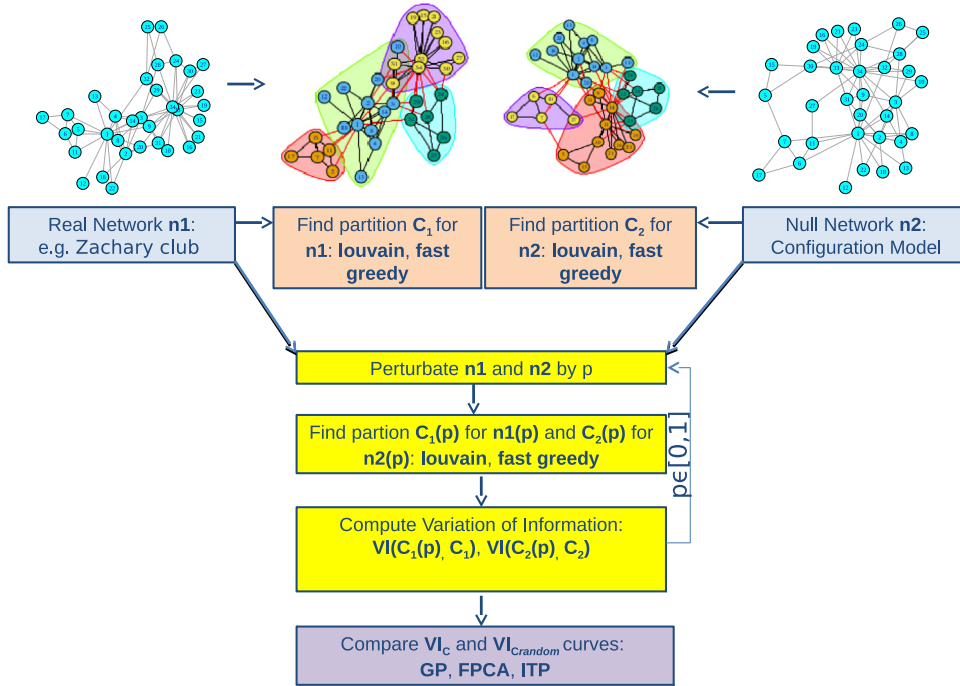 Real Network n1:
e.g. Zachary club
Find partition C1 for
n1: louvain, fast
greedy
Find partition C2 for
n2: louvain, fast
greedy
Null Network n2:
Configuration Model
Perturbate n1 and n2 by p
Find partion C1(p) for n1(p) and C2(p) for
n2(p): louvain, fast greedy
pϵ[0,1]
Compute Variation of Information:
VI(C1(p), C1), VI(C2(p), C2)
Compare VIC and VICrandom curves:
GP, FPCA, ITP